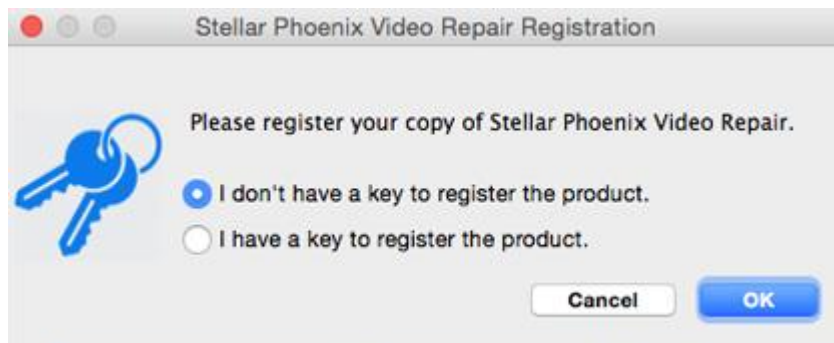 Stellar Phoenix Video Repair Registration
Please register your copy of Stellar Phoenix Video Repair.
I don't have a key to register the product.
I have a key to register the product.
Cancel OK